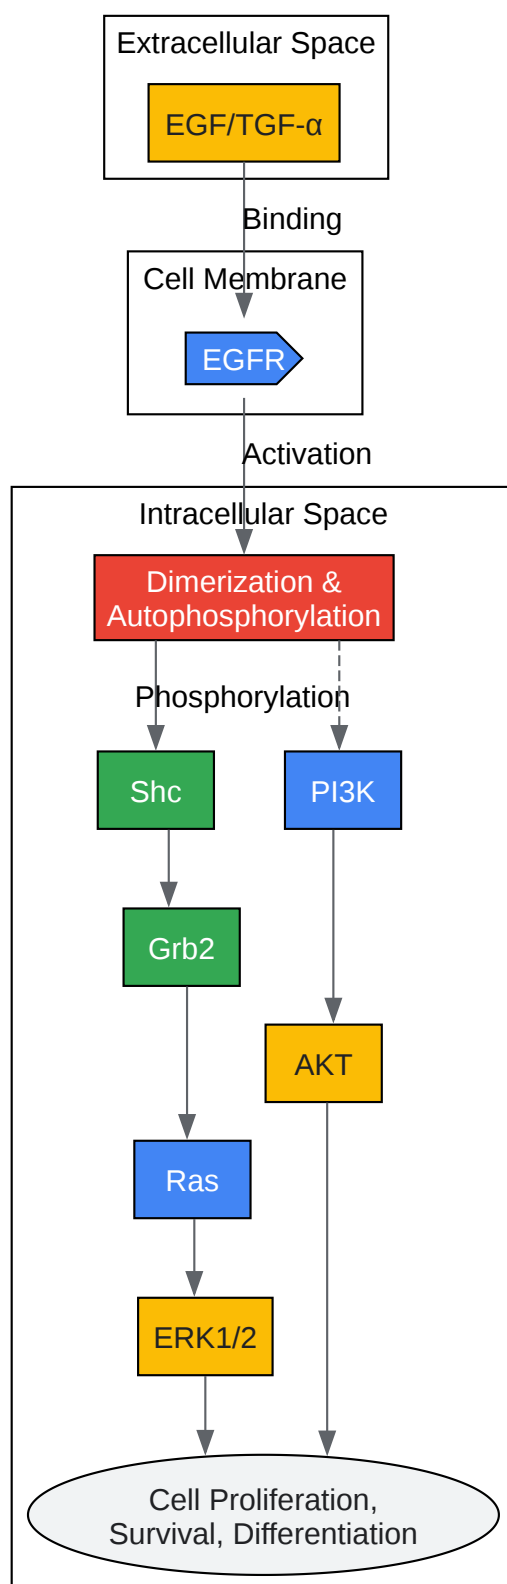 Extracellular Space
EGF/TGF-α
Binding
Cell Membrane
EGFR
Activation
Intracellular Space
Dimerization &
Autophosphorylation
Phosphorylation
Shc
PI3K
Grb2
AKT
Ras
ERK1/2
Cell Proliferation,
Survival, Differentiation